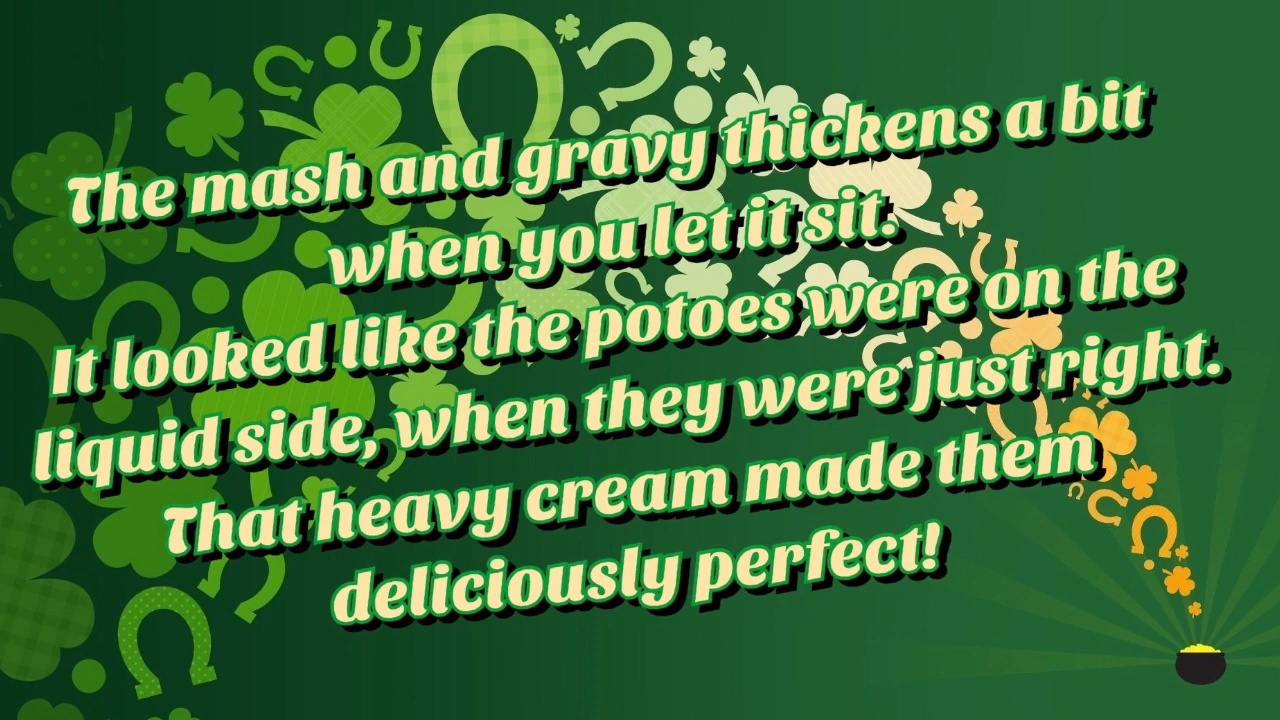 The mash and gravy thickens a bit
when you let it sit.
It looked like the potoes were on the
liquid side, when they were just right.
That heavy cream made them
deliciously perfect!